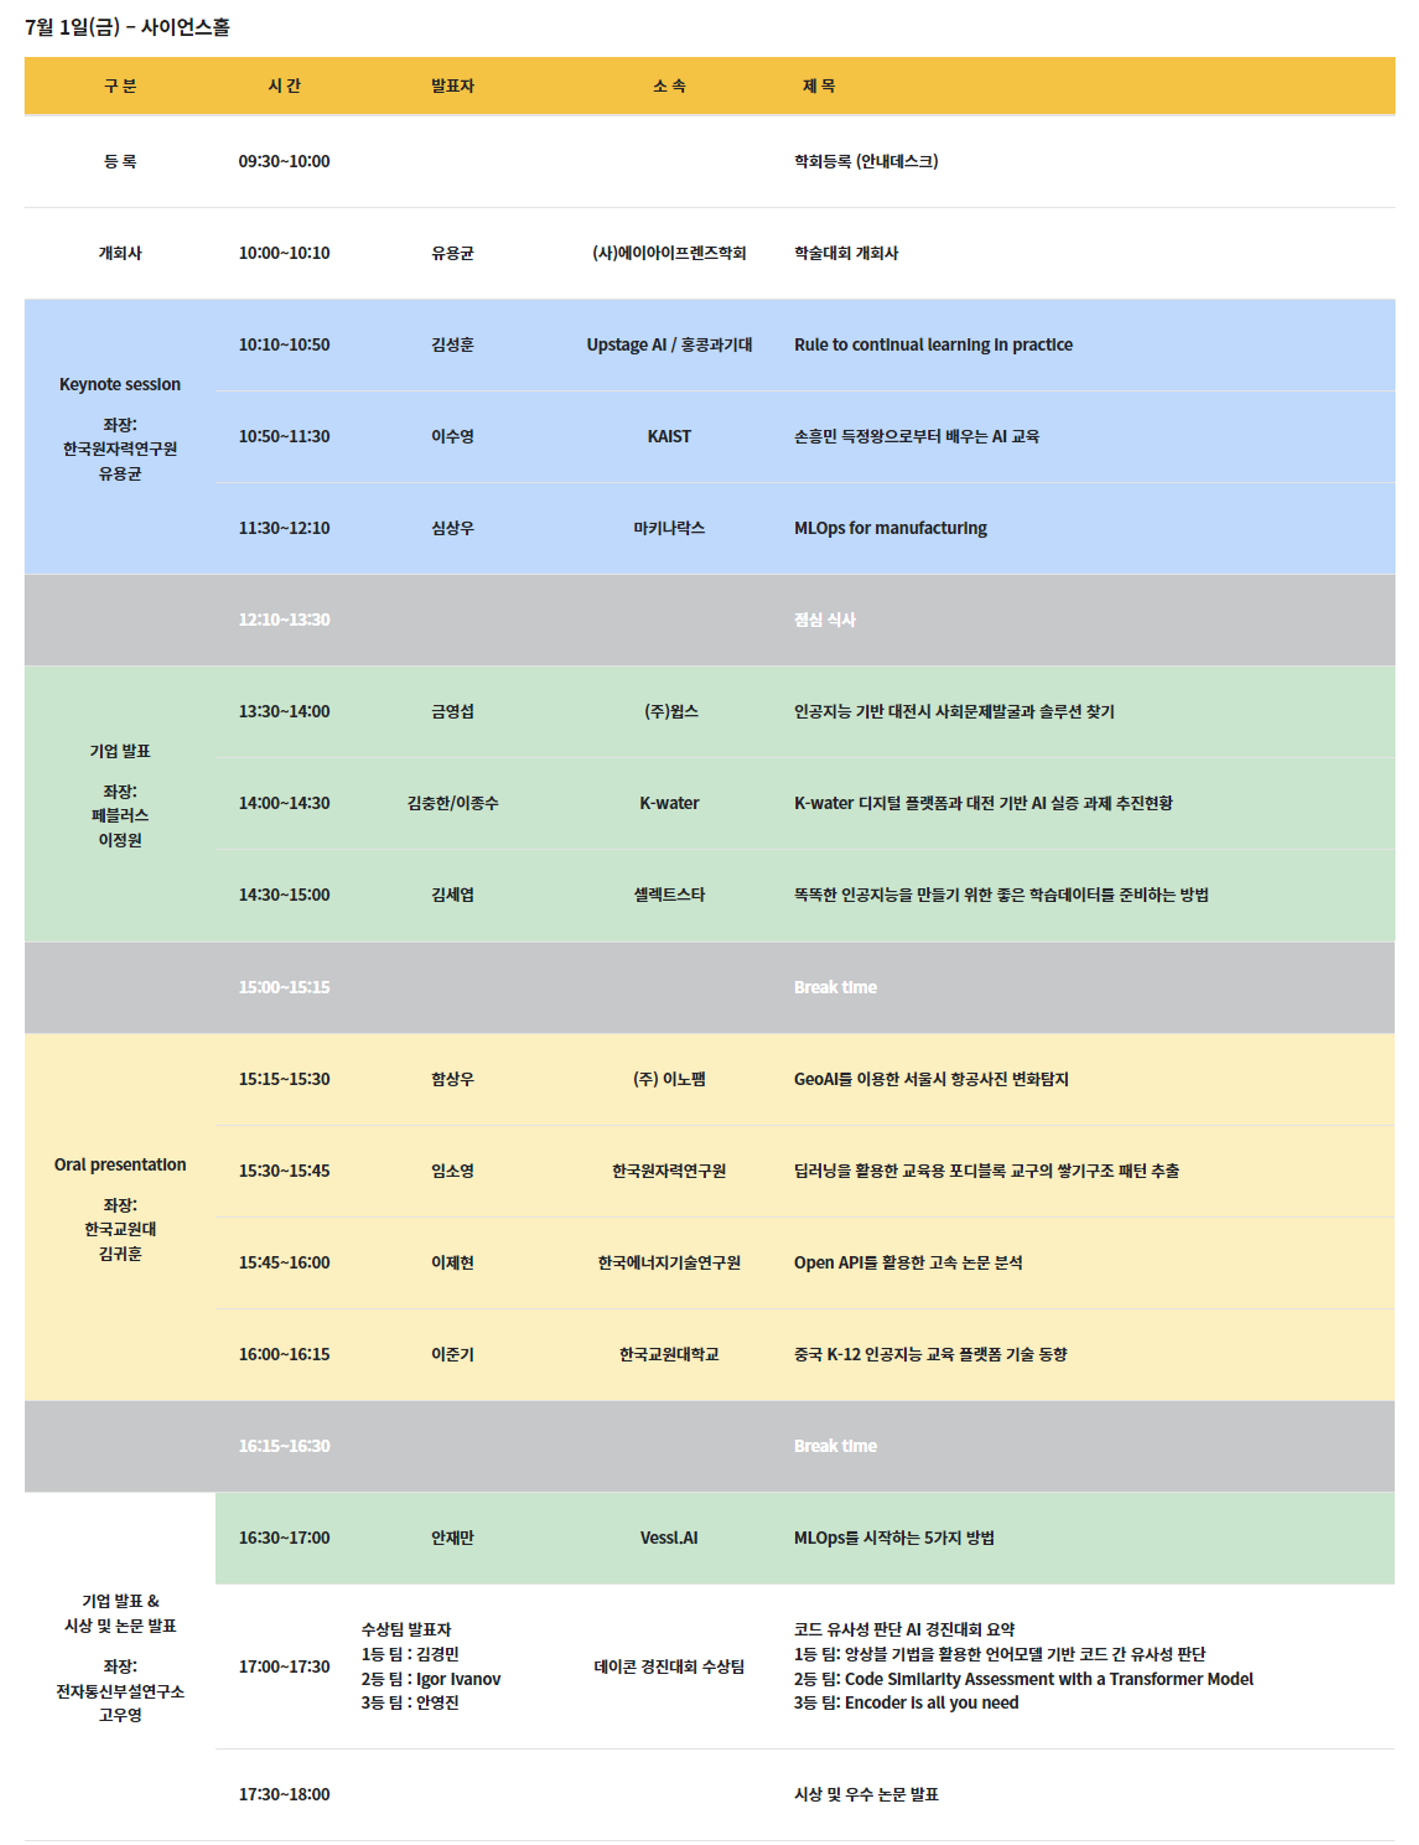 7월 1일(금) – 사이언스홀
구 분 시 간 발표자 소 속 제 목
등 록 09:30~10:00 학회등록 (안내데스크)
개회사 10:00~10:10 유용균 (사)에이아이프렌즈학회 학술대회 개회사
Keynote session
좌장:
한국원자력연구원
유용균
10:10~10:50 김성훈 Upstage AI / 홍콩과기대 Rule to continual learning in practice
10:50~11:30 이수영 KAIST 손흥민 득정왕으로부터 배우는 AI 교육
11:30~12:10 심상우 마키나락스 MLOps for manufacturing
12:10~13:30 점심 식사
기업 발표
좌장:
페블러스
이정원
13:30~14:00 금영섭 (주)윕스 인공지능 기반 대전시 사회문제발굴과 솔루션 찾기
14:00~14:30 김충한/이종수 K-water K-water 디지털 플랫폼과 대전 기반 AI 실증 과제 추진현황
14:30~15:00 김세엽 셀렉트스타 똑똑한 인공지능을 만들기 위한 좋은 학습데이터를 준비하는 방법
15:00~15:15 Break time
Oral presentation
좌장:
한국교원대
김귀훈
15:15~15:30 함상우 (주) 이노팸 GeoAI를 이용한 서울시 항공사진 변화탐지
15:30~15:45 임소영 한국원자력연구원 딥러닝을 활용한 교육용 포디블록 교구의 쌓기구조 패턴 추출
15:45~16:00 이제현 한국에너지기술연구원 Open API를 활용한 고속 논문 분석
16:00~16:15 이준기 한국교원대학교 중국 K-12 인공지능 교육 플랫폼 기술 동향
16:15~16:30 Break time
기업 발표 &
시상 및 논문 발표
좌장:
전자통신부설연구소
고우영
16:30~17:00 안재만 Vessl.AI MLOps를 시작하는 5가지 방법
17:00~17:30
수상팀 발표자
1등 팀 : 김경민
2등 팀 : Igor Ivanov
3등 팀 : 안영진
데이콘 경진대회 수상팀
코드 유사성 판단 AI 경진대회 요약
1등 팀: 앙상블 기법을 활용한 언어모델 기반 코드 간 유사성 판단
2등 팀: Code Similarity Assessment with a Transformer Model
3등 팀: Encoder is all you need
17:30~18:00 시상 및 우수 논문 발표